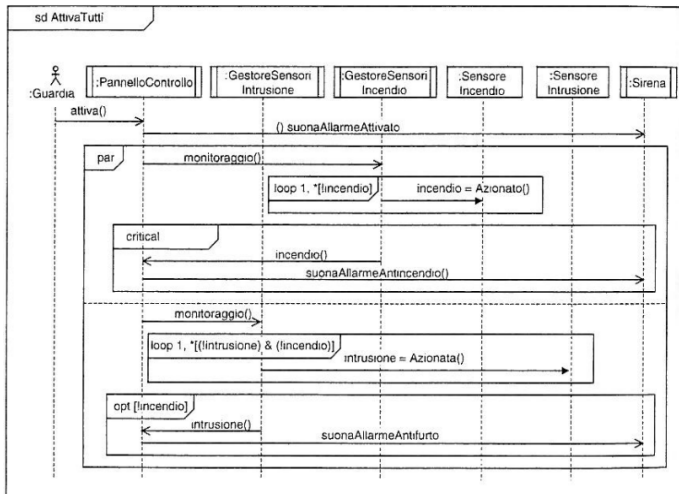 sd AttivaTutti
:Guardia
:PannelloControllo
:GestoreSensori
Intrusione
:GestoreSensori
Incendio
:Sensore
Incendio
:Sensore
Intrusione
:Sirena
attiva()
() suonaAllarmeAttivato
par
monitoraggio()
loop 1, *[!incendio]
incendio = Azionato()
critical
incendio()
suonaAllarmeAntincendio()
monitoraggio()
loop 1, *[(!intrusione) & (!incendio)]
intrusione = Azionata()
opt [!incendio]
intrusione()
suonaAllarmeAntifurto